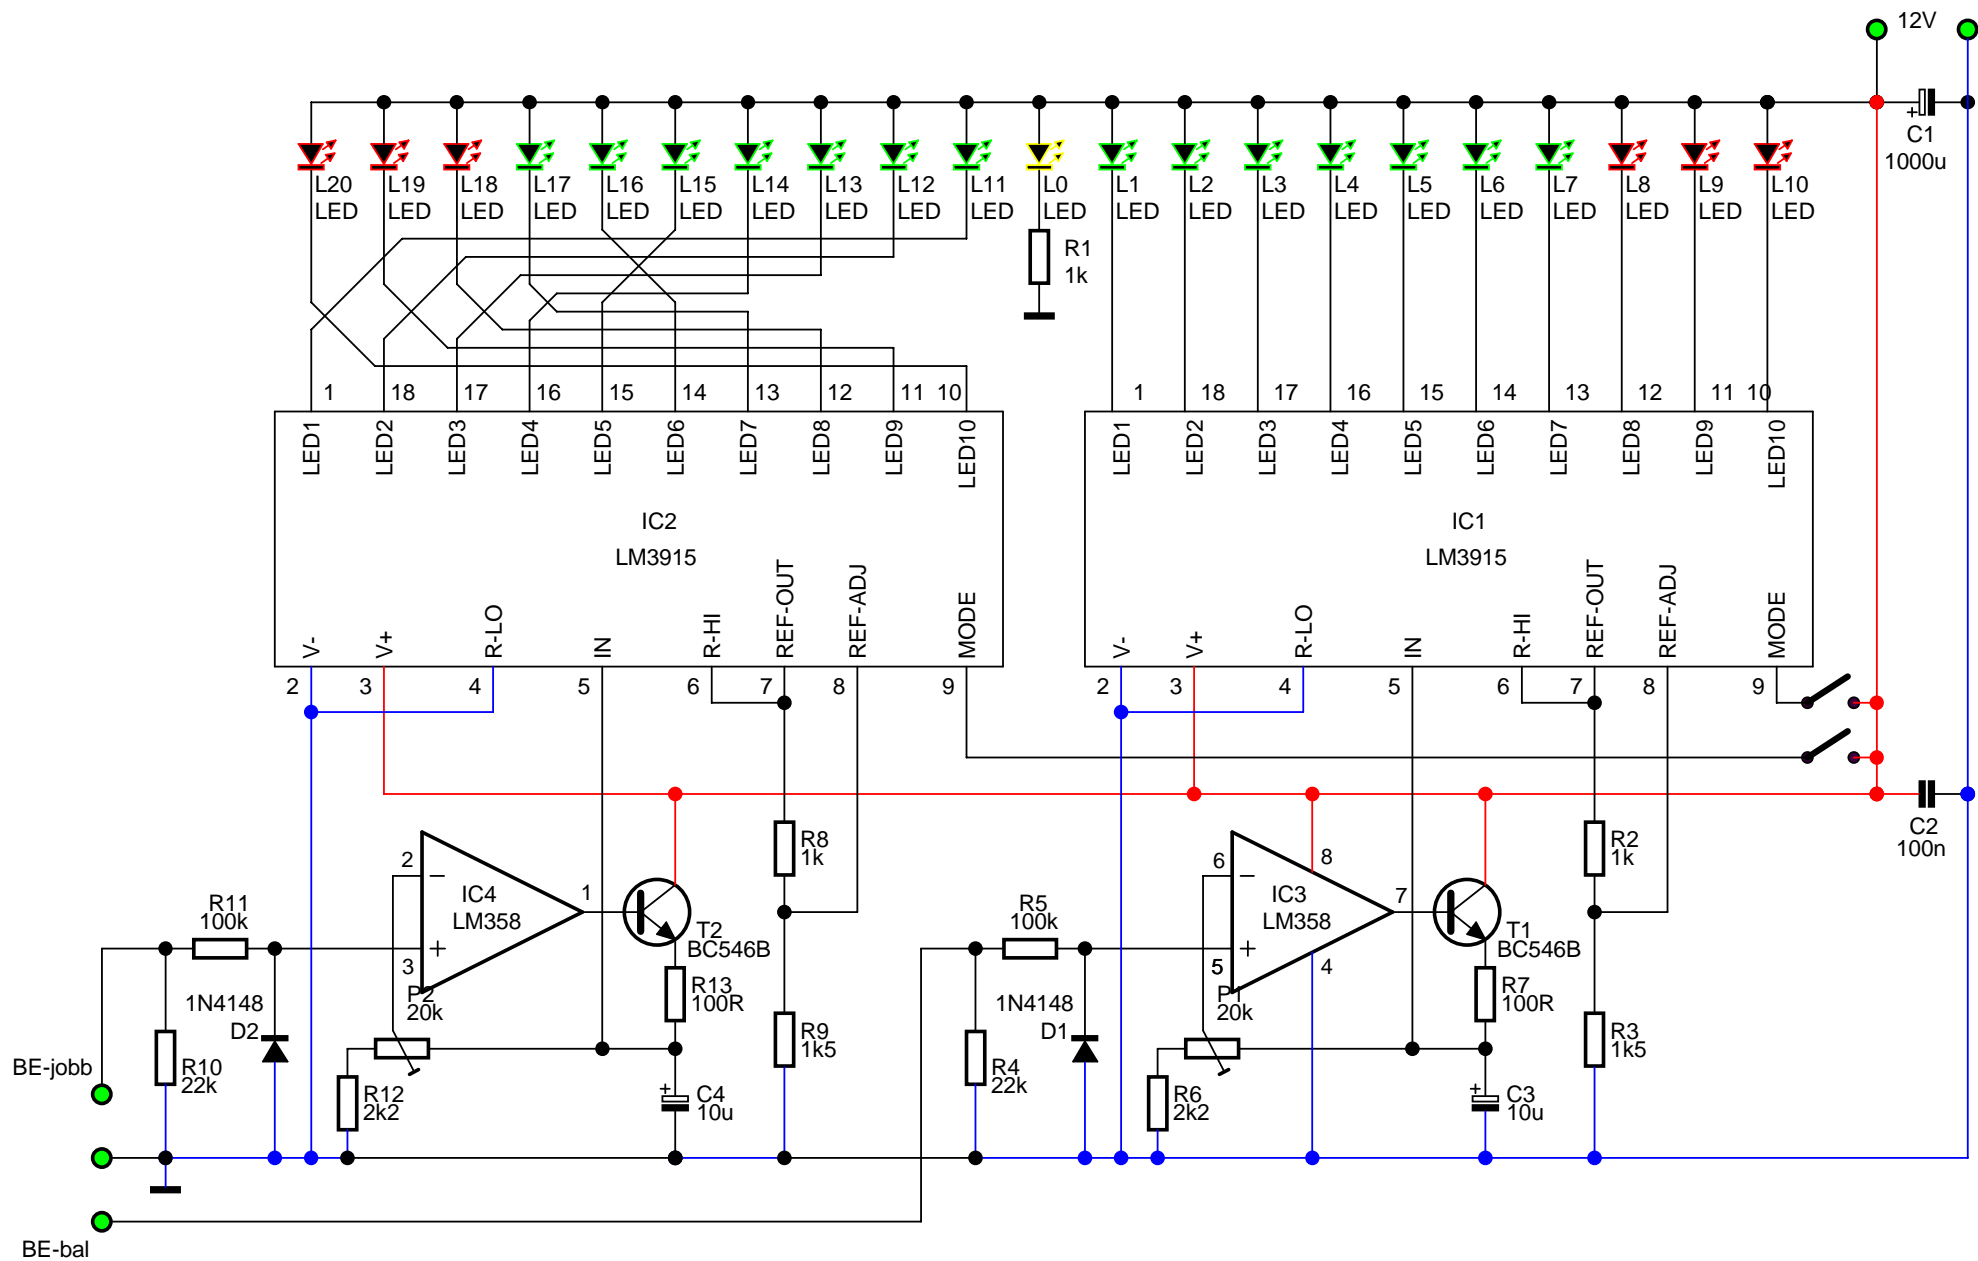 12V
C1
1000u
L20 L19 L18 L17 L16 L15 L14 L13 L12 L11 L0 L1 L2 L3 L4 L5 L6 L7 L8 L9 L10
LED LED LED LED LED LED LED LED LED LED LED LED LED LED LED LED LED LED LED LED LED
R1
1k
1 18 17 16 15 14 13 12 11 10
LED1 LED2 LED3 LED4 LED5 LED6 LED7 LED8 LED9 LED10
IC2
LM3915
V- V+ R-LO IN R-HI REF-OUT REF-ADJ MODE
2 3 4 5 6 7 8 9
1 18 17 16 15 14 13 12 11 10
LED1 LED2 LED3 LED4 LED5 LED6 LED7 LED8 LED9 LED10
IC1
LM3915
V- V+ R-LO IN R-HI REF-OUT REF-ADJ MODE
2 3 4 5 6 7 8 9
C2
100n
R11
100k
2
−
IC4
LM358
1
+
3
P2
20k
T2
BC546B
R8
1k
R13
100R
1N4148
D2
R9
1k5
BE-jobb
R10
22k
R12
2k2
+
C4
10u
R5
100k
6
−
8
IC3
LM358
7
+
5
4
P1
20k
T1
BC546B
R2
1k
R7
100R
1N4148
D1
R3
1k5
R4
22k
R6
2k2
+
C3
10u
BE-bal